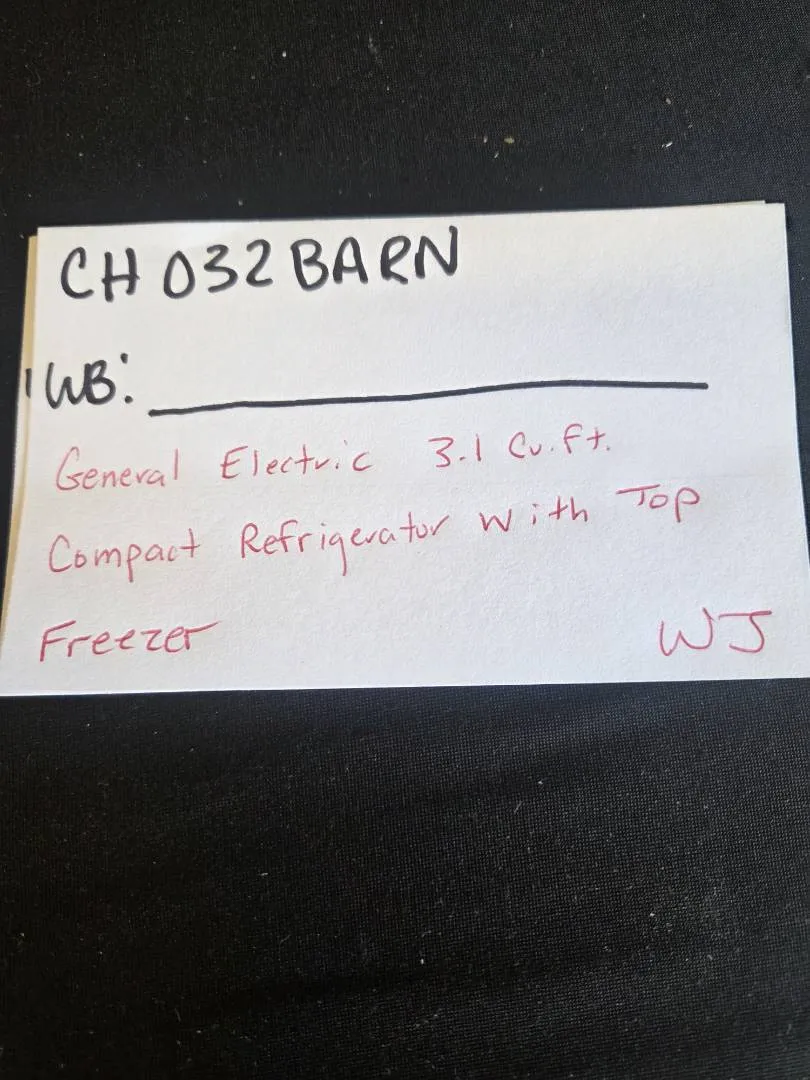 CH 032 BARN
WB:
General Electric 3.1 Cu.ft.
Compact Refrigerator with Top
Freezer WJ